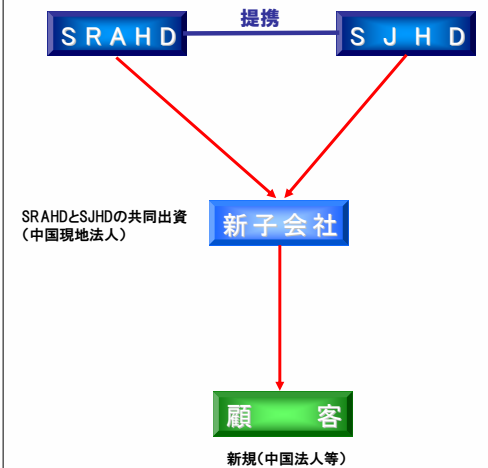 提携
SRAHD
SJHD
SRAHDとSJHDの共同出資
(中国現地法人)
新子会社
顧客
新規(中国法人等)